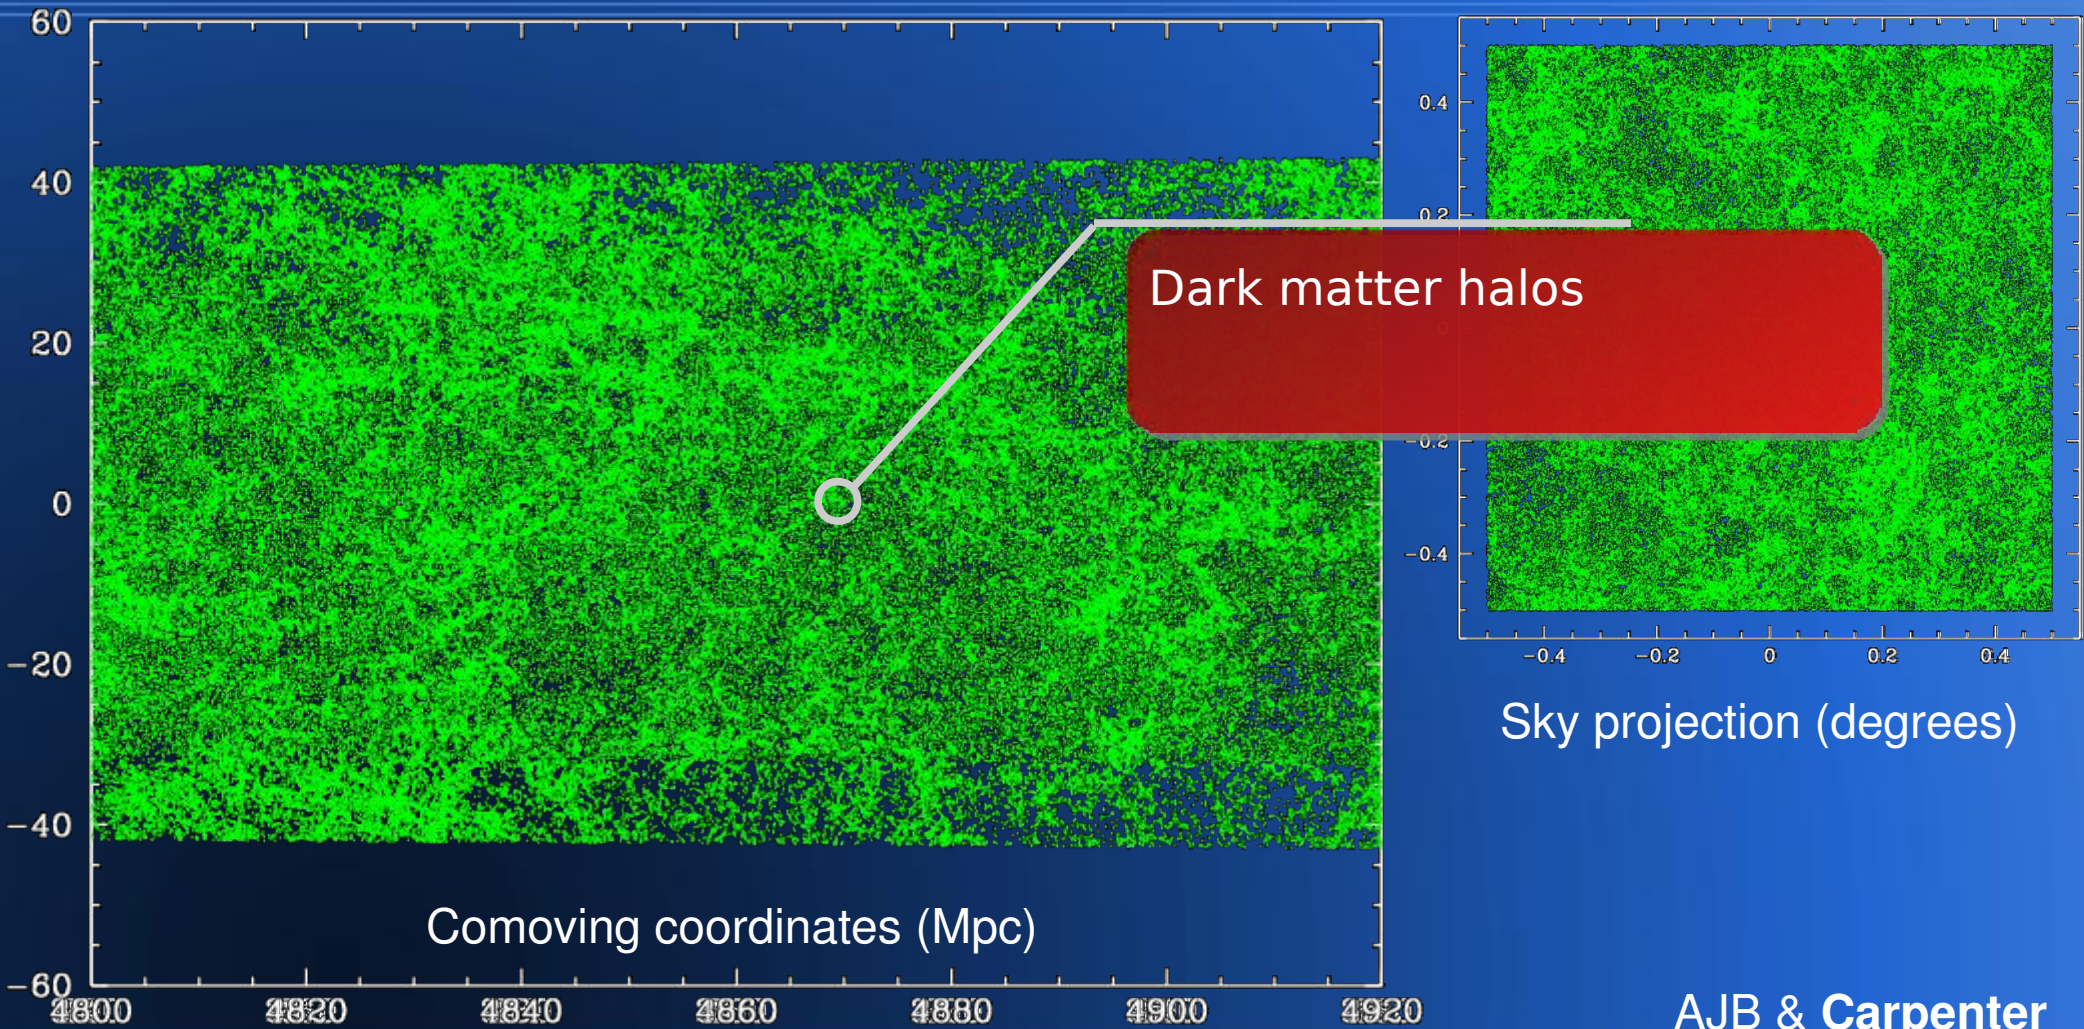 60
40
20
0
−20
−40
−60
4800 4820 4840 4860 4880 4900 4920
Comoving coordinates (Mpc)
Dark matter halos
0.4
0.2
0
−0.2
−0.4
−0.4 −0.2 0 0.2 0.4
Sky projection (degrees)
AJB & Carpenter